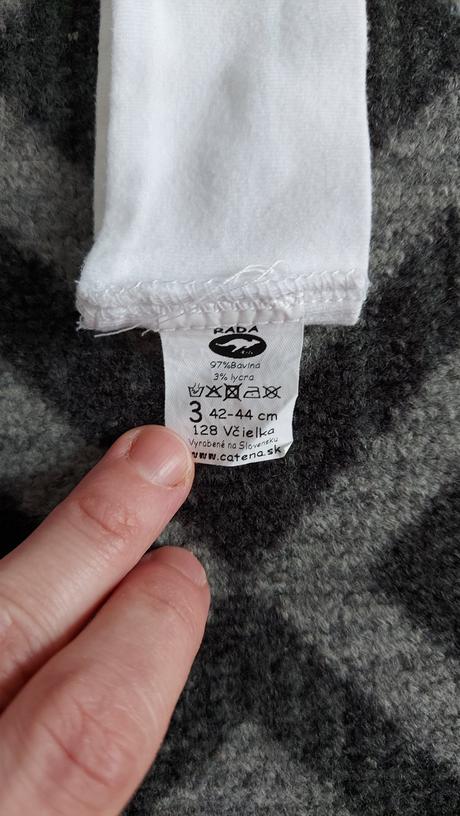 RADA
97%Bavlna
3% lycra
3 42-44 cm
128 Včielka
Vyrobené na Slovensku
www.catena.sk